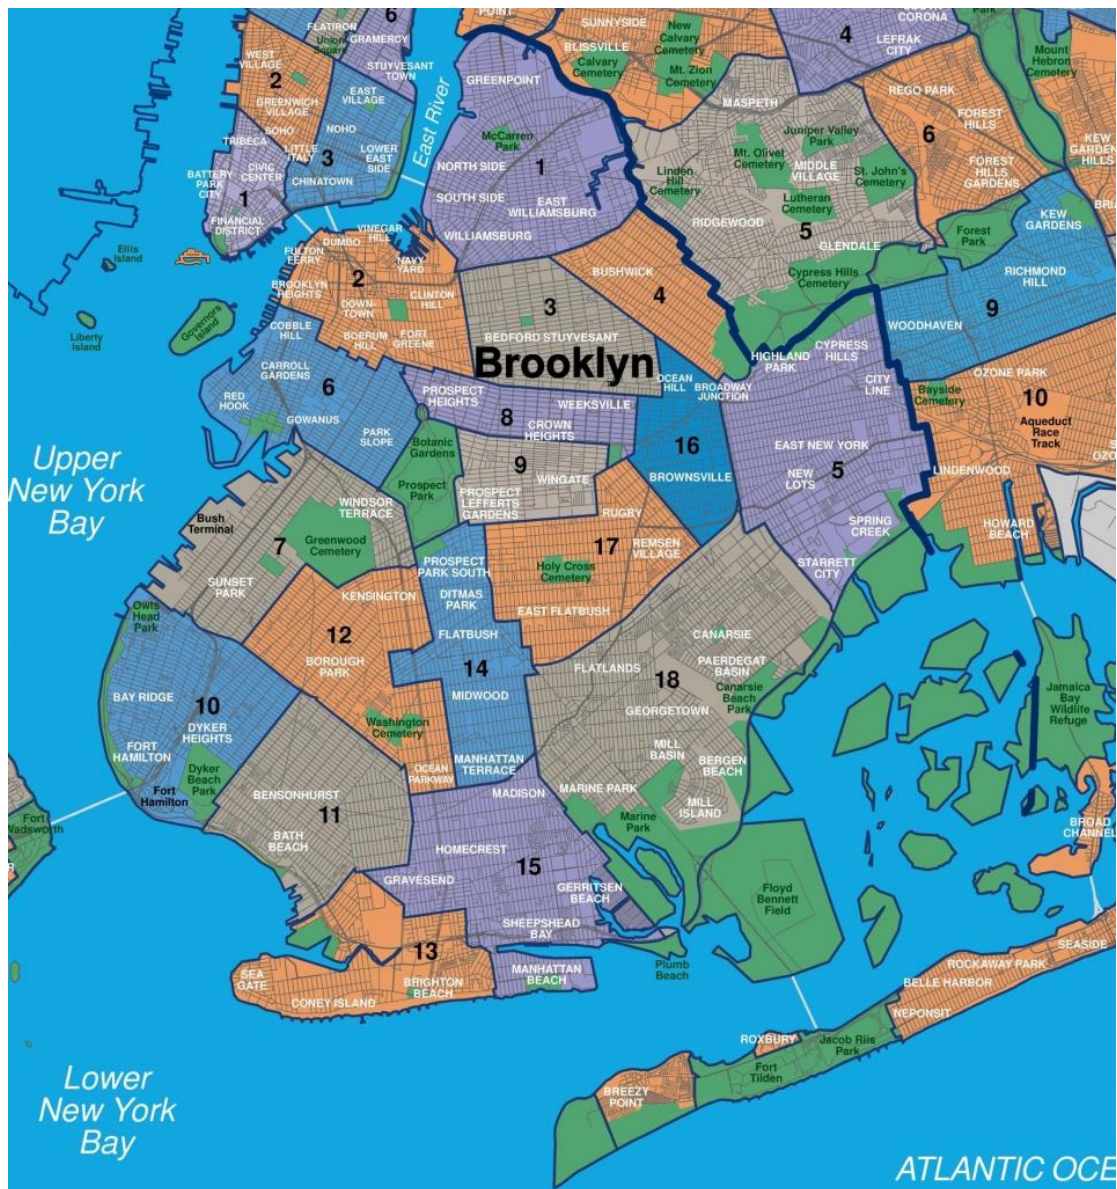 6
FLATIRON
GRAMERCY
Union
Square
STUYVESANT
TOWN
WEST
VILLAGE
2
GREENWICH
VILLAGE
EAST
VILLAGE
SOHO
NOHO
TRIBECA
LITTLE
ITALY
3
LOWER
EAST
SIDE
CIVIC
CENTER
BATTERY
PARK
CITY
CHINATOWN
1
FINANCIAL
DISTRICT
East River
Ellis
Island
Liberty
Island
Governors
Island
POINT
SUNNYSIDE
BLISSVILLE
New
Calvary
Cemetery
Calvary
Cemetery
Mt. Zion
Cemetery
MASPETH
4
SOUTH
CORONA
LEFRAK
CITY
Park
Mount
Hebron
Cemetery
REGO PARK
6
FOREST
HILLS
FOREST
HILLS
GARDENS
KEW
GARDEN
HILLS
BRIA
KEW
GARDENS
Juniper Valley
Park
Mt. Olivet
Cemetery
MIDDLE
VILLAGE
St. John's
Cemetery
Linden
Hill
Cemetery
Lutheran
Cemetery
RIDGEWOOD
5
GLENDALE
Forest
Park
Cypress Hills
Cemetery
RICHMOND
HILL
9
WOODHAVEN
OZONE PARK
Bayside
Cemetery
10
Aqueduct
Race
Track
OZO
LINDENWOOD
HOWARD
BEACH
GREENPOINT
McCarren
Park
1
NORTH SIDE
SOUTH SIDE
EAST
WILLIAMSBURG
WILLIAMSBURG
VINEGAR
HILL
DUMBO
FULTON
FERRY
NAVY
YARD
2
BROOKLYN
HEIGHTS
DOWN-
TOWN
CLINTON
HILL
BOERUM
HILL
FORT
GREENE
BUSHWICK
4
3
BEDFORD STUYVESANT
Brooklyn
COBBLE
HILL
CARROLL
GARDENS
6
RED
HOOK
GOWANUS
PARK
SLOPE
PROSPECT
HEIGHTS
8
WEEKSVILLE
CROWN
HEIGHTS
OCEAN
HILL
BROADWAY
JUNCTION
HIGHLAND
PARK
CYPRESS
HILLS
CITY
LINE
Botanic
Gardens
9
WINGATE
Prospect
Park
PROSPECT
LEFFERTS
GARDENS
16
BROWNSVILLE
EAST NEW YORK
NEW
LOTS
5
SPRING
CREEK
STARRETT
CITY
Upper
New York
Bay
Bush
Terminal
WINDSOR
TERRACE
7
Greenwood
Cemetery
SUNSET
PARK
RUGBY
17
REMSEN
VILLAGE
Holy Cross
Cemetery
EAST FLATBUSH
PROSPECT
PARK SOUTH
DITMAS
PARK
FLATBUSH
14
MIDWOOD
MANHATTAN
TERRACE
KENSINGTON
12
BOROUGH
PARK
Washington
Cemetery
OCEAN
PARKWAY
Owls
Head
Park
BAY RIDGE
10
DYKER
HEIGHTS
FORT
HAMILTON
Fort
Hamilton
Dyker
Beach
Park
Fort
Wadsworth
BENSONHURST
11
BATH
BEACH
CANARSIE
FLATLANDS
18
PAERDEGAT
BASIN
Canarsie
Beach
Park
GEORGETOWN
MILL
BASIN
BERGEN
BEACH
MARINE PARK
MILL
ISLAND
Marine
Park
MADISON
HOMECREST
15
GRAVESEND
GERRITSEN
BEACH
SHEEPSHEAD
BAY
13
SEA
GATE
CONEY ISLAND
BRIGHTON
BEACH
MANHATTAN
BEACH
Plumb
Beach
Floyd
Bennett
Field
Jamaica
Bay
Wildlife
Refuge
BROAD
CHANNEL
SEASIDE
ROCKAWAY PARK
BELLE HARBOR
NEPONSIT
Jacob Riis
Park
ROXBURY
Fort
Tilden
BREEZY
POINT
Lower
New York
Bay
ATLANTIC OCE